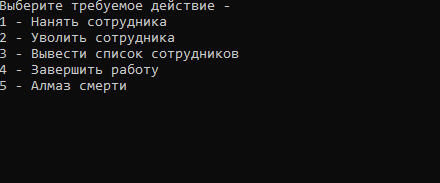 Выберите требуемое действие -
1 - Нанять сотрудника
2 - Уволить сотрудника
3 - Вывести список сотрудников
4 - Завершить работу
5 - Алмаз смерти